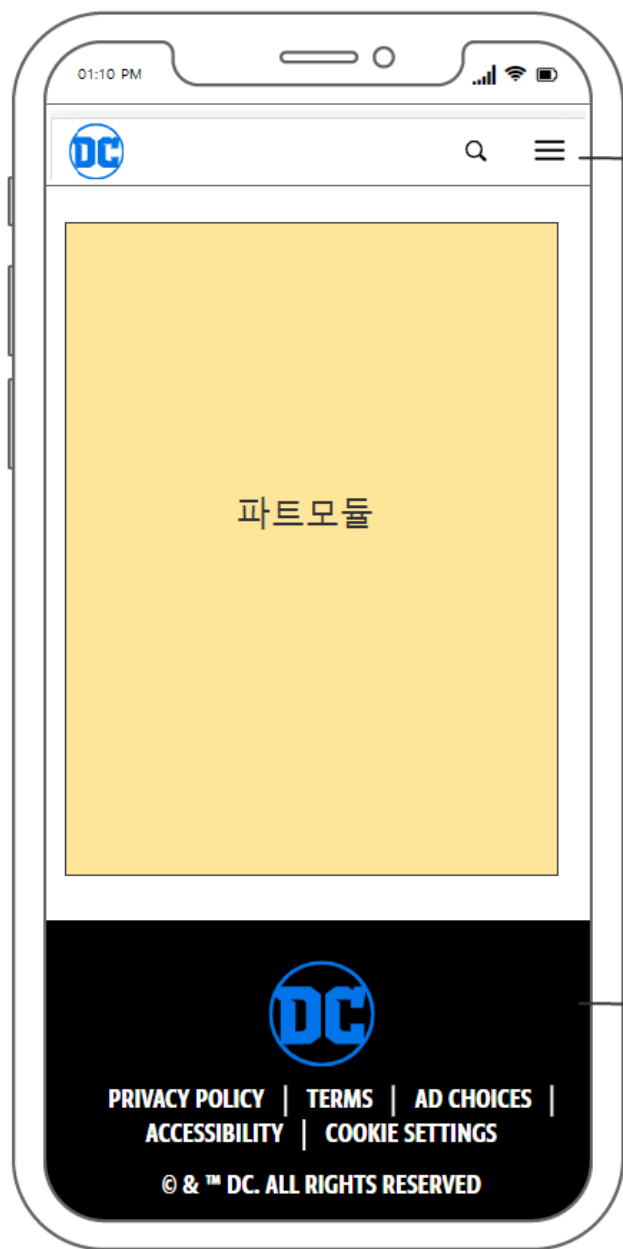 01:10 PM
DC
파트모듈
DC
PRIVACY POLICY | TERMS | AD CHOICES |
ACCESSIBILITY | COOKIE SETTINGS
© & ™ DC. ALL RIGHTS RESERVED